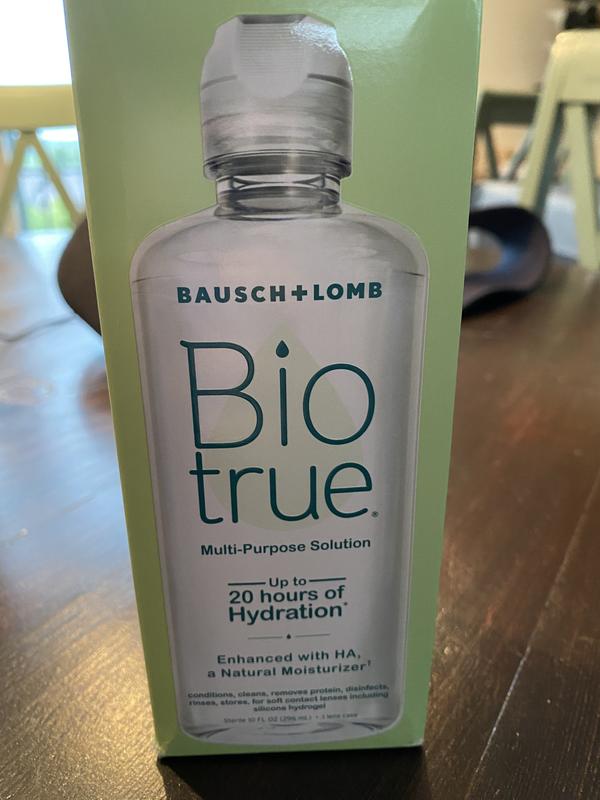 BAUSCH+LOMB
Bio
true®
Multi-Purpose Solution
Up to
20 hours of
Hydration*
Enhanced with HA,
a Natural Moisturizer†
conditions, cleans, removes protein, disinfects,
rinses, stores, for soft contact lenses including
silicone hydrogel
Sterile 10 FL OZ (296 mL) • 1 lens case